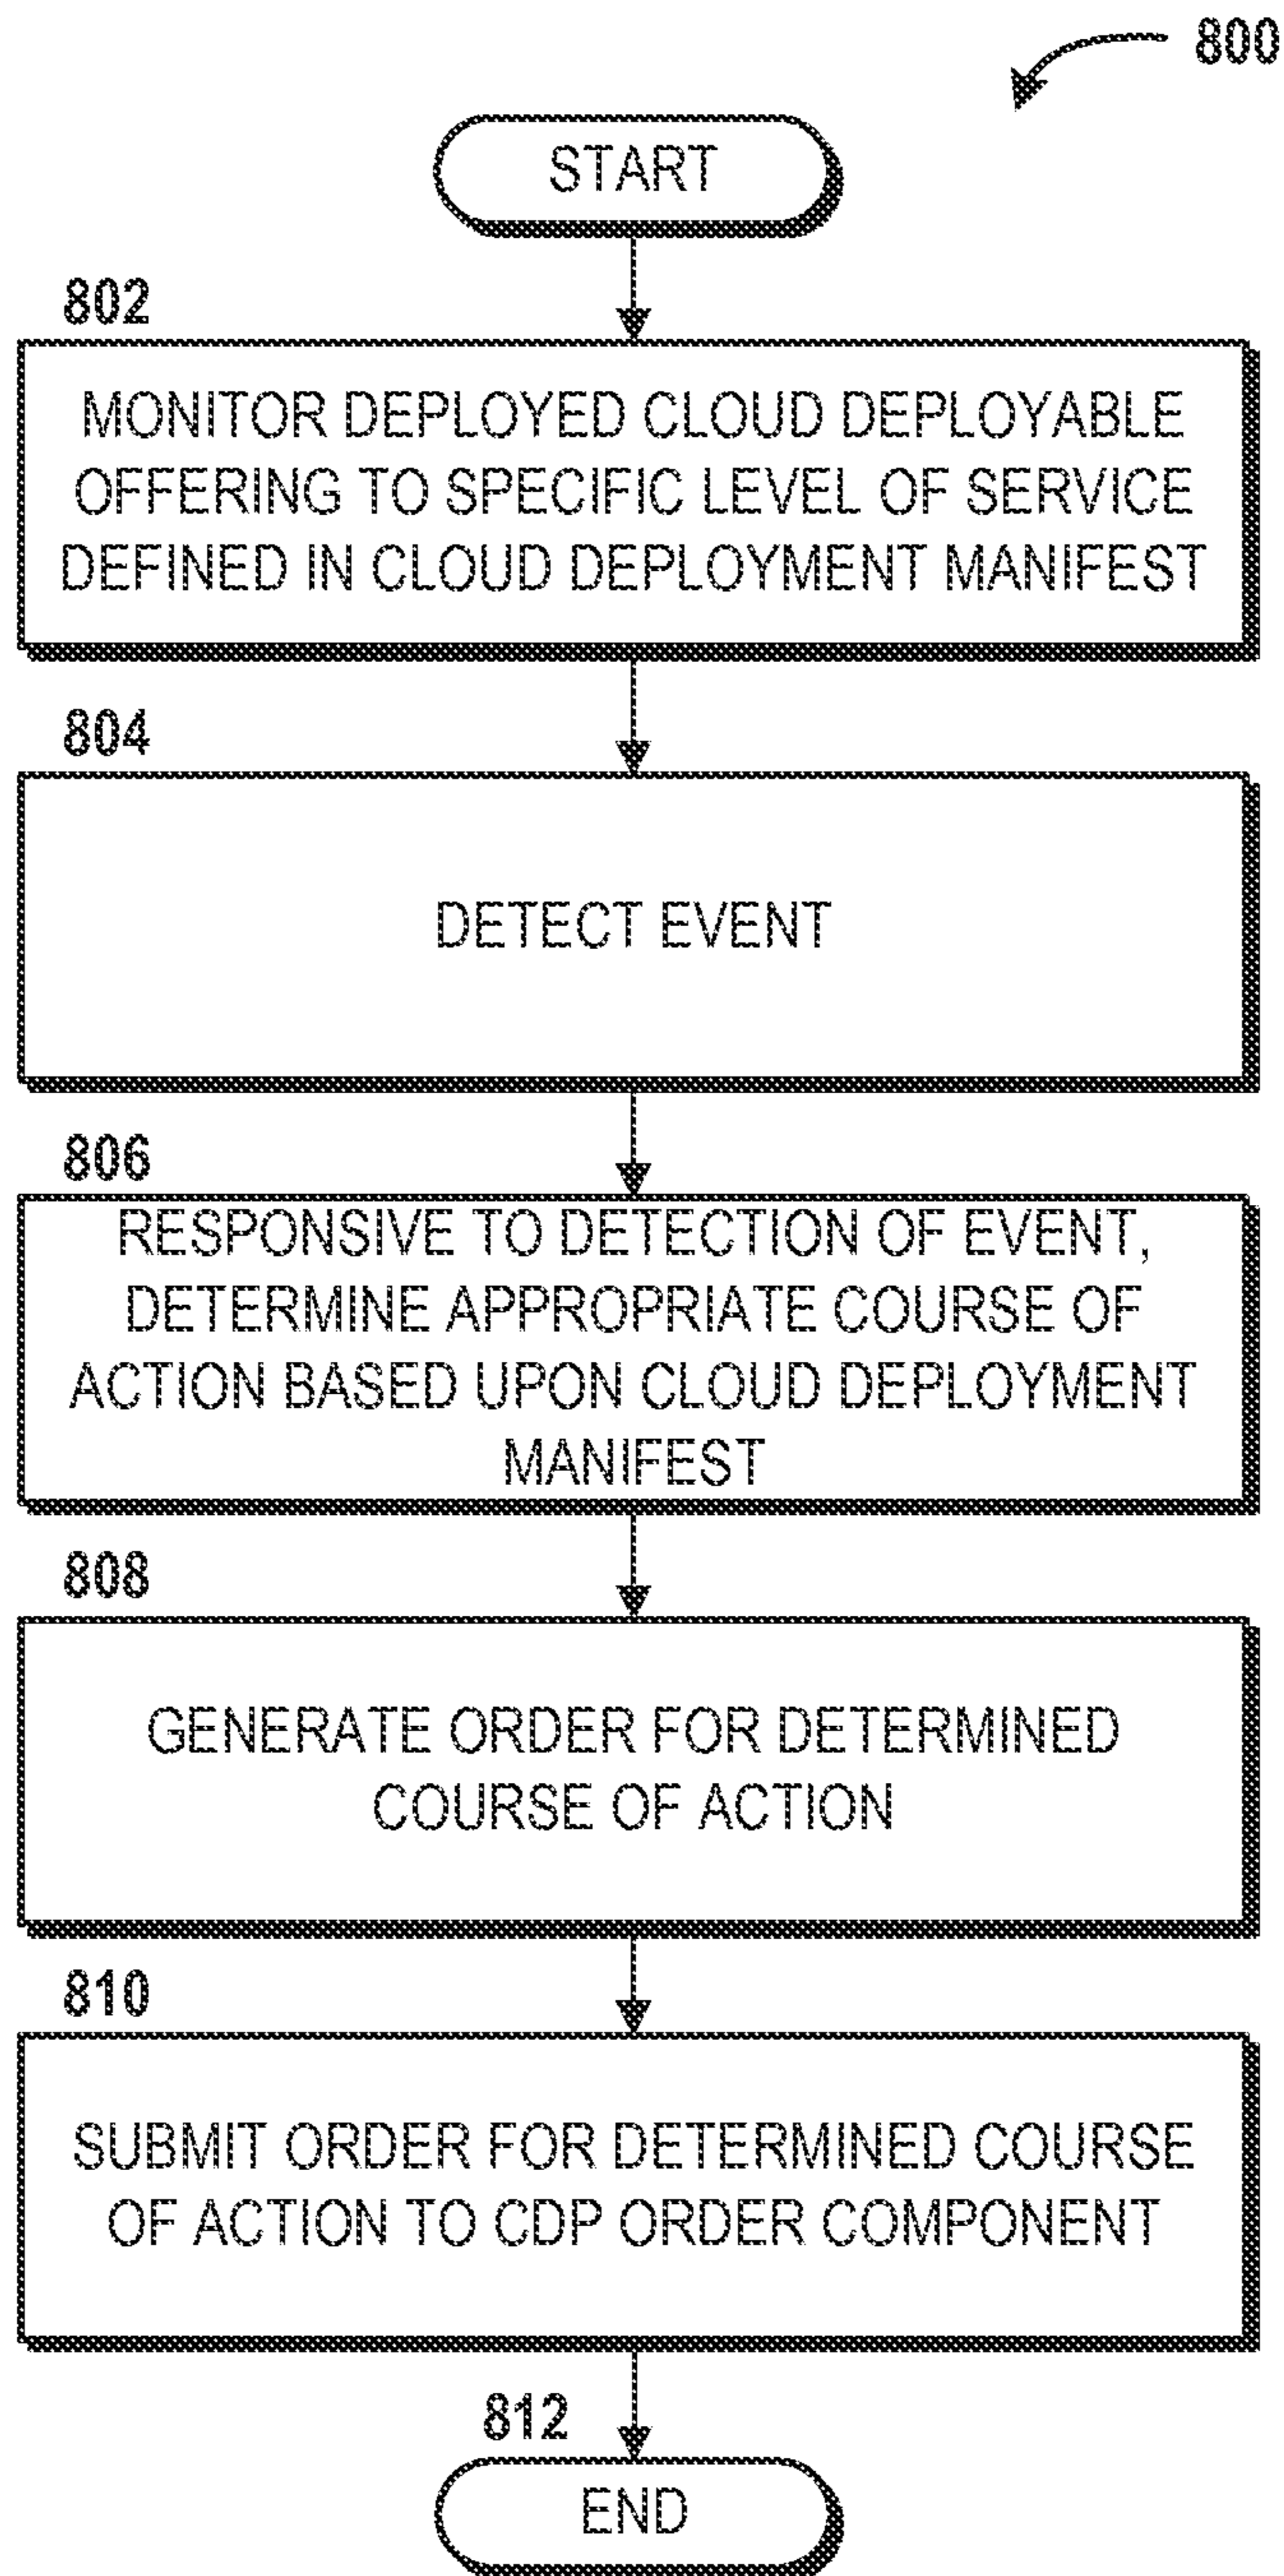 800
START
802
MONITOR DEPLOYED CLOUD DEPLOYABLE
OFFERING TO SPECIFIC LEVEL OF SERVICE
DEFINED IN CLOUD DEPLOYMENT MANIFEST
804
DETECT EVENT
806
RESPONSIVE TO DETECTION OF EVENT,
DETERMINE APPROPRIATE COURSE OF
ACTION BASED UPON CLOUD DEPLOYMENT
MANIFEST
808
GENERATE ORDER FOR DETERMINED
COURSE OF ACTION
810
SUBMIT ORDER FOR DETERMINED COURSE
OF ACTION TO CDP ORDER COMPONENT
812
END